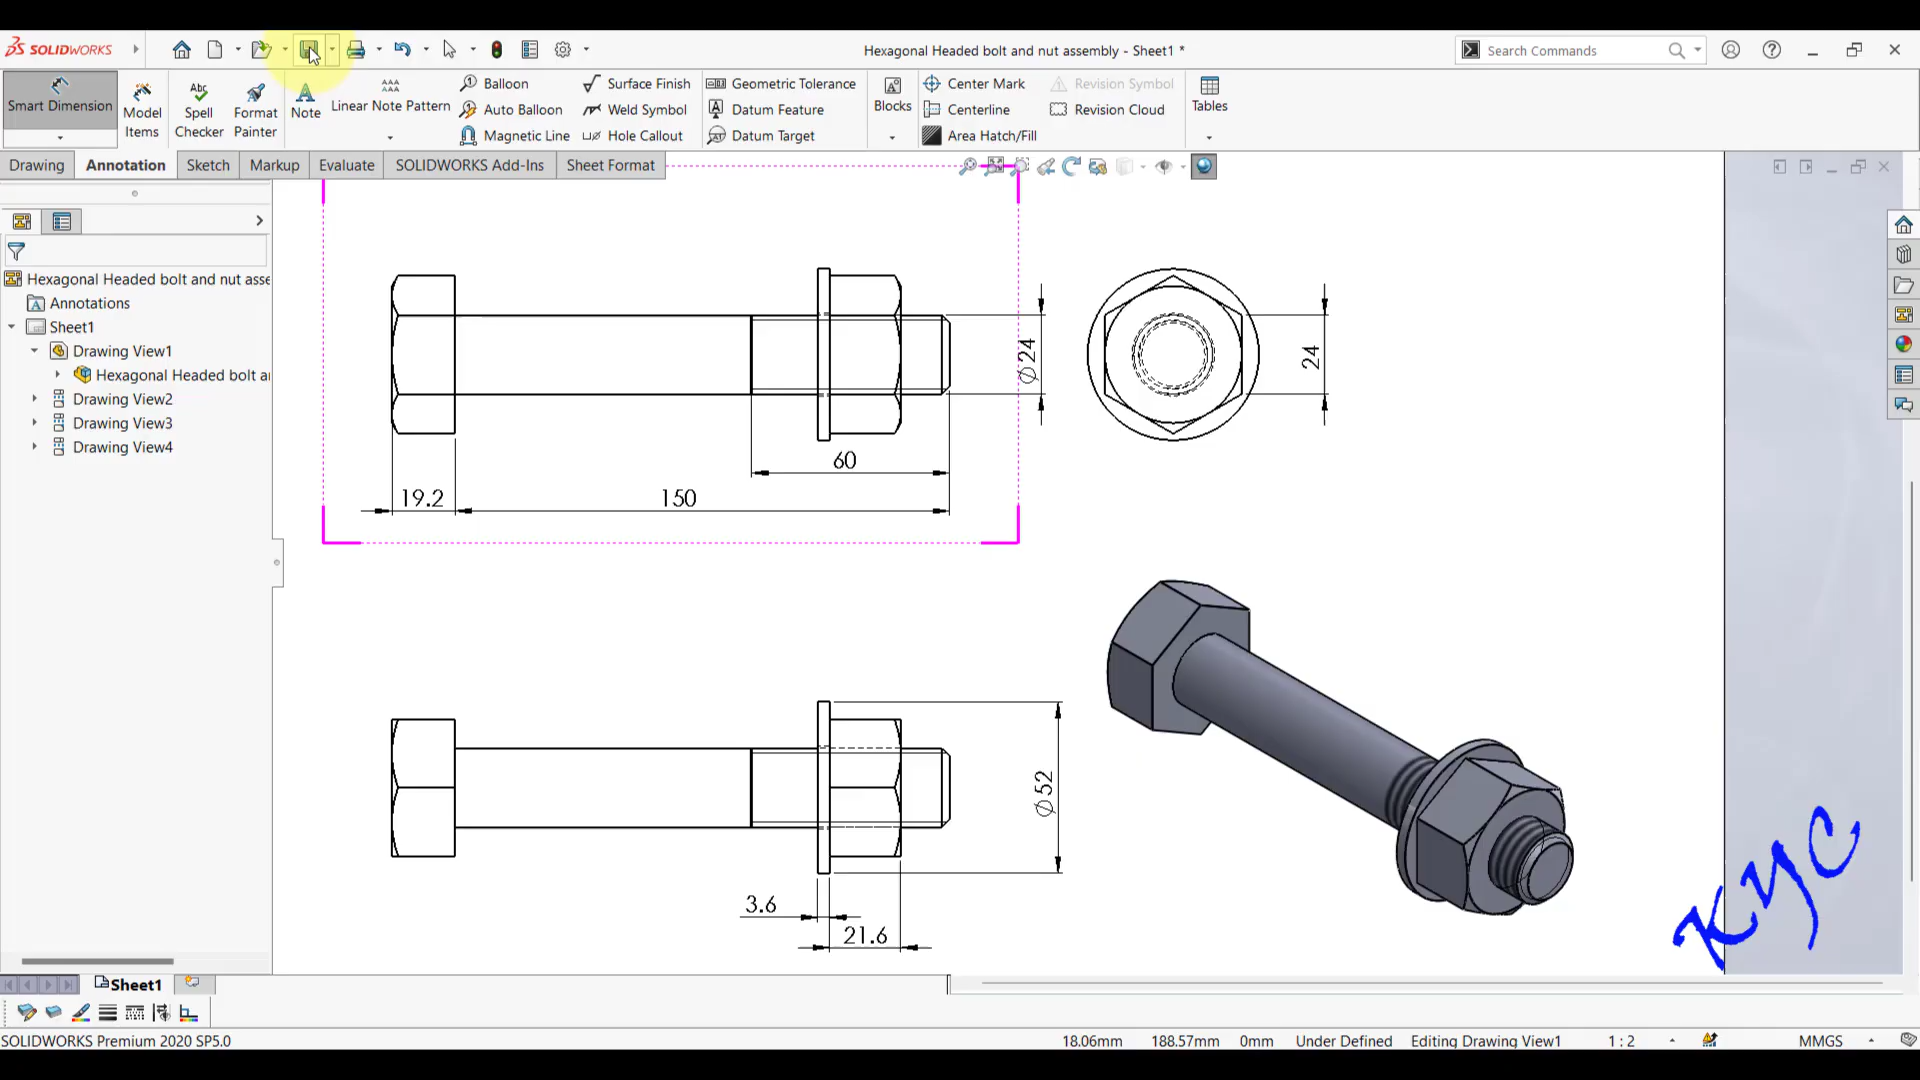 SOLIDWORKS
Hexagonal Headed bolt and nut assembly - Sheet1 *
Search Commands
Smart Dimension
Model Items
Spell Checker
Format Painter
Note
Linear Note Pattern
Balloon
Auto Balloon
Magnetic Line
Surface Finish
Weld Symbol
Hole Callout
Geometric Tolerance
Datum Feature
Datum Target
Blocks
Center Mark
Centerline
Area Hatch/Fill
Revision Symbol
Revision Cloud
Tables
Drawing
Annotation
Sketch
Markup
Evaluate
SOLIDWORKS Add-Ins
Sheet Format
Hexagonal Headed bolt and nut asse
Annotations
Sheet1
Drawing View1
Hexagonal Headed bolt a
Drawing View2
Drawing View3
Drawing View4
∅24
24
60
19.2
150
∅52
3.6
21.6
KYC
Sheet1
SOLIDWORKS Premium 2020 SP5.0
18.06mm
188.57mm
0mm
Under Defined
Editing Drawing View1
1 : 2
MMGS